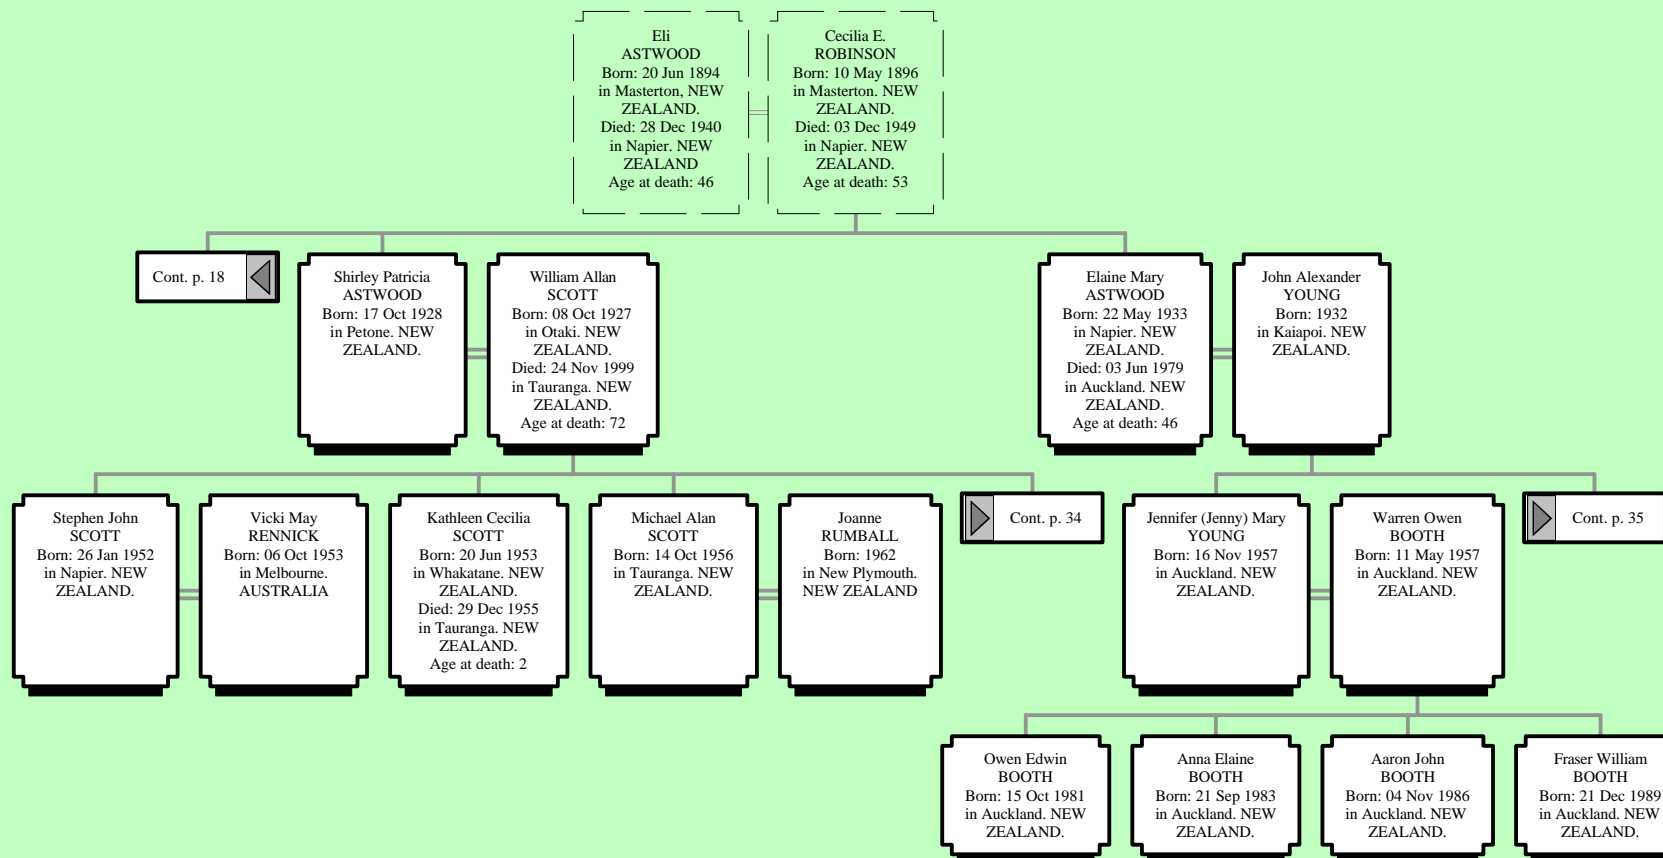 Eli
ASTWOOD
Born: 20 Jun 1894
in Masterton, NEW
ZEALAND.
Died: 28 Dec 1940
in Napier. NEW
ZEALAND
Age at death: 46
Cecilia E.
ROBINSON
Born: 10 May 1896
in Masterton. NEW
ZEALAND.
Died: 03 Dec 1949
in Napier. NEW
ZEALAND.
Age at death: 53
Cont. p. 18
Shirley Patricia
ASTWOOD
Born: 17 Oct 1928
in Petone. NEW
ZEALAND.
William Allan
SCOTT
Born: 08 Oct 1927
in Otaki. NEW
ZEALAND.
Died: 24 Nov 1999
in Tauranga. NEW
ZEALAND.
Age at death: 72
Elaine Mary
ASTWOOD
Born: 22 May 1933
in Napier. NEW
ZEALAND.
Died: 03 Jun 1979
in Auckland. NEW
ZEALAND.
Age at death: 46
John Alexander
YOUNG
Born: 1932
in Kaiapoi. NEW
ZEALAND.
Stephen John
SCOTT
Born: 26 Jan 1952
in Napier. NEW
ZEALAND.
Vicki May
RENNICK
Born: 06 Oct 1953
in Melbourne.
AUSTRALIA
Kathleen Cecilia
SCOTT
Born: 20 Jun 1953
in Whakatane. NEW
ZEALAND.
Died: 29 Dec 1955
in Tauranga. NEW
ZEALAND.
Age at death: 2
Michael Alan
SCOTT
Born: 14 Oct 1956
in Tauranga. NEW
ZEALAND.
Joanne
RUMBALL
Born: 1962
in New Plymouth.
NEW ZEALAND
Cont. p. 34
Jennifer (Jenny) Mary
YOUNG
Born: 16 Nov 1957
in Auckland. NEW
ZEALAND.
Warren Owen
BOOTH
Born: 11 May 1957
in Auckland. NEW
ZEALAND.
Cont. p. 35
Owen Edwin
BOOTH
Born: 15 Oct 1981
in Auckland. NEW
ZEALAND.
Anna Elaine
BOOTH
Born: 21 Sep 1983
in Auckland. NEW
ZEALAND.
Aaron John
BOOTH
Born: 04 Nov 1986
in Auckland. NEW
ZEALAND.
Fraser William
BOOTH
Born: 21 Dec 1989
in Auckland. NEW
ZEALAND.